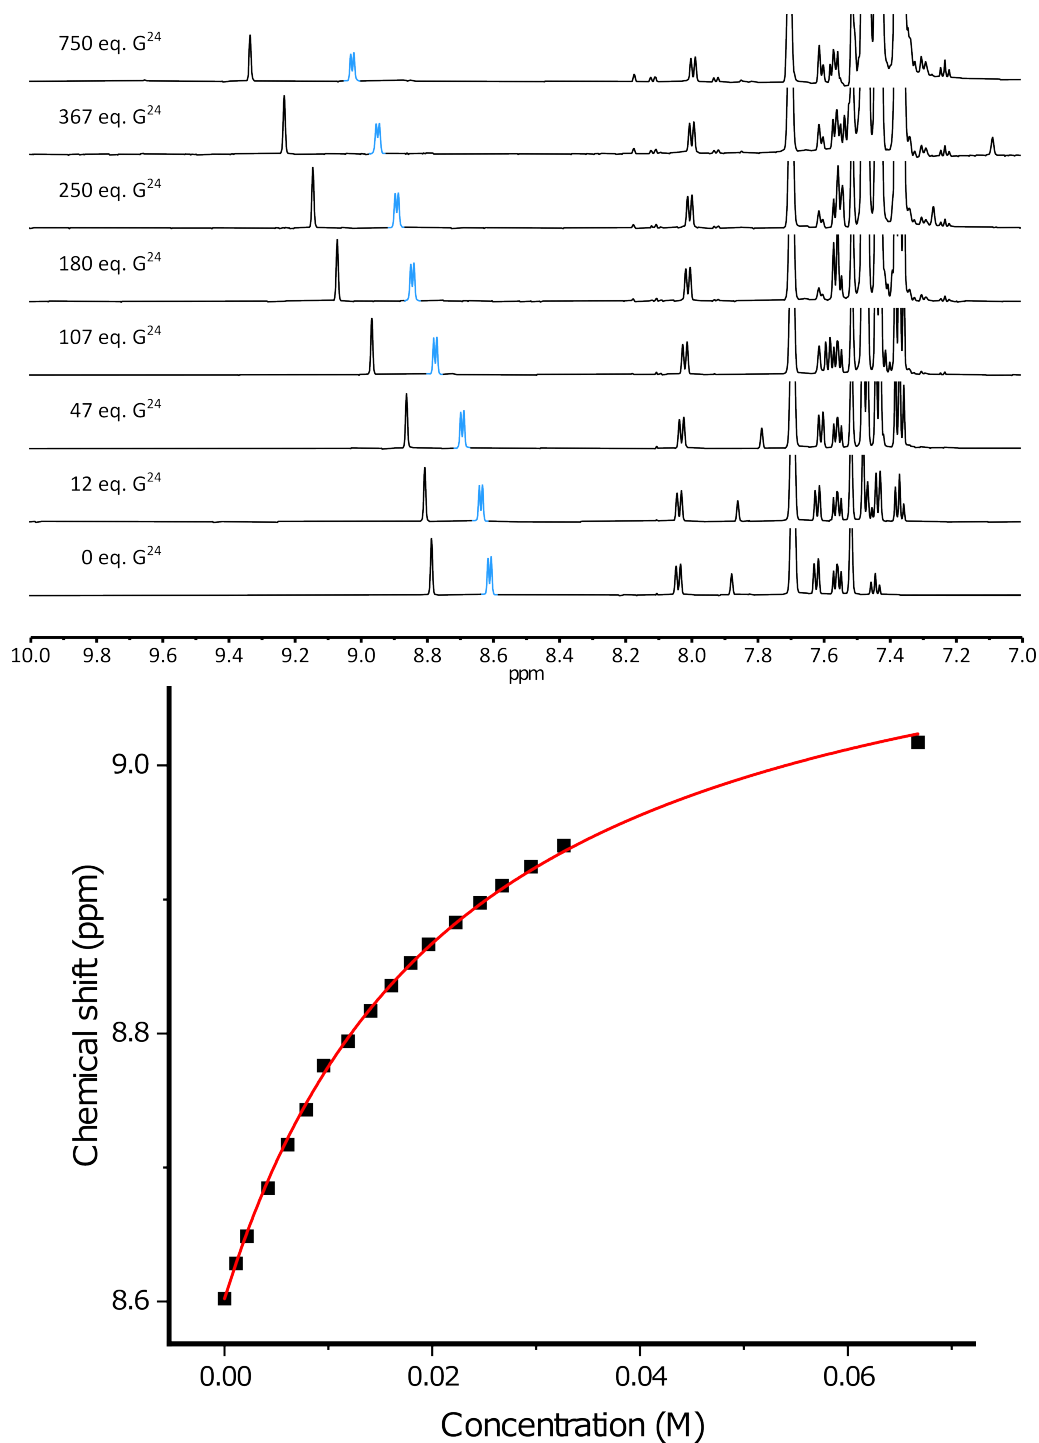 750 eq. G24
367 eq. G24
250 eq. G24
180 eq. G24
107 eq. G24
47 eq. G24
12 eq. G24
0 eq. G24
10.0 9.8 9.6 9.4 9.2 9.0 8.8 8.6 8.4 8.2 8.0 7.8 7.6 7.4 7.2 7.0
ppm
9.0
8.8
8.6
Chemical shift (ppm)
0.00 0.02 0.04 0.06
Concentration (M)